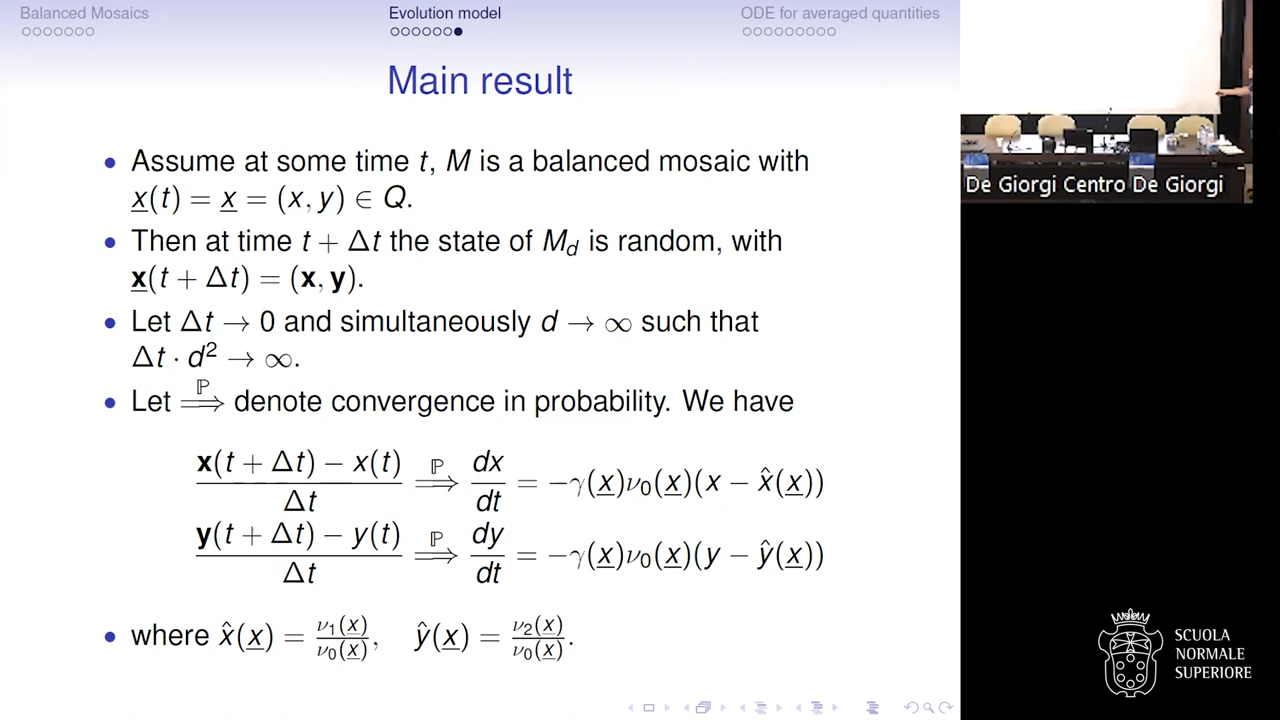 Balanced Mosaics
Evolution model
ODE for averaged quantities
Main result
• Assume at some time t, M is a balanced mosaic with
x̲(t) = x̲ = (x, y) ∈ Q.
• Then at time t + Δt the state of M_d is random, with
𝐱̲(t + Δt) = (𝐱, 𝐲).
• Let Δt → 0 and simultaneously d → ∞ such that
Δt · d² → ∞.
• Let ⟹^ℙ denote convergence in probability. We have
(𝐱(t + Δt) − x(t))/Δt ⟹^ℙ dx/dt = −γ(x̲)ν₀(x̲)(x − x̂(x̲))
(𝐲(t + Δt) − y(t))/Δt ⟹^ℙ dy/dt = −γ(x̲)ν₀(x̲)(y − ŷ(x̲))
• where x̂(x̲) = ν₁(x̲)/ν₀(x̲), ŷ(x̲) = ν₂(x̲)/ν₀(x̲).
De Giorgi Centro De Giorgi
SCUOLA
NORMALE
SUPERIORE